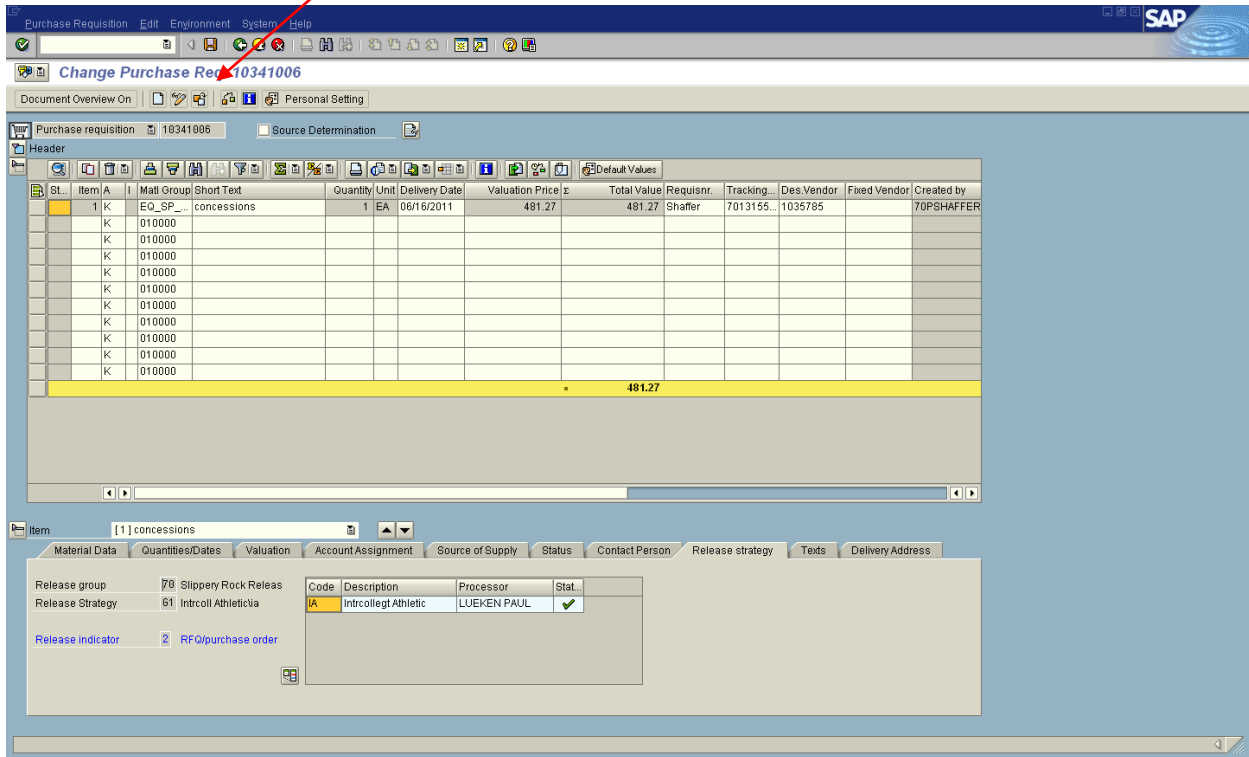 Purchase Requisition Edit Environment System Help
SAP
Change Purchase Req. 10341006
Document Overview On Personal Setting
Purchase requisition 10341006 Source Determination
Header
Default Values
St... Item A I Matl Group Short Text Quantity Unit Delivery Date Valuation Price Σ Total Value Requisnr. Tracking... Des.Vendor Fixed Vendor Created by
1 K EQ_SP_... concessions 1 EA 06/16/2011 481.27 481.27 Shaffer 7013155... 1035785 70PSHAFFER
K 010000
K 010000
K 010000
K 010000
K 010000
K 010000
K 010000
K 010000
K 010000
K 010000
481.27
Item [ 1 ] concessions
Material Data Quantities/Dates Valuation Account Assignment Source of Supply Status Contact Person Release strategy Texts Delivery Address
Release group 70 Slippery Rock Releas
Code Description Processor Stat...
Release Strategy G1 Intrcoll Athletic\ia
IA Intrcollegt Athletic LUEKEN PAUL
Release indicator 2 RFQ/purchase order